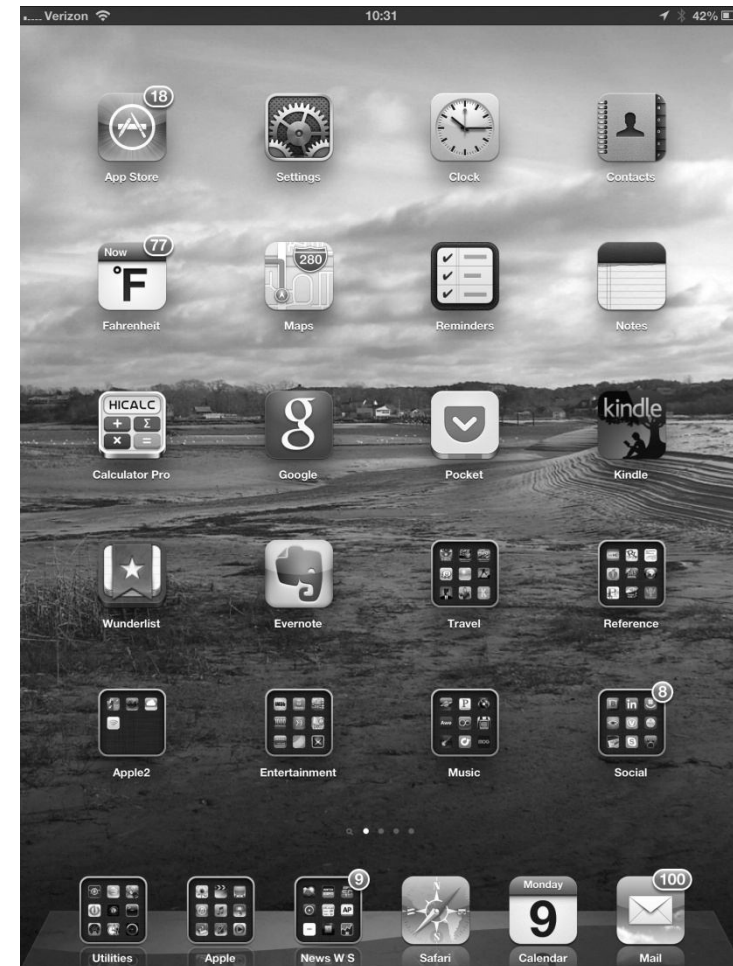 Verizon 10:31 42%
18
App Store Settings Clock Contacts
Now 77 280
°F
Fahrenheit Maps Reminders Notes
HICALC kindle
+ Σ g
× =
Calculator Pro Google Pocket Kindle
Wunderlist Evernote Travel Reference
8
P in
V
S
Apple2 Entertainment Music Social
9 Monday 100
AP 9
Utilities Apple News W S Safari Calendar Mail